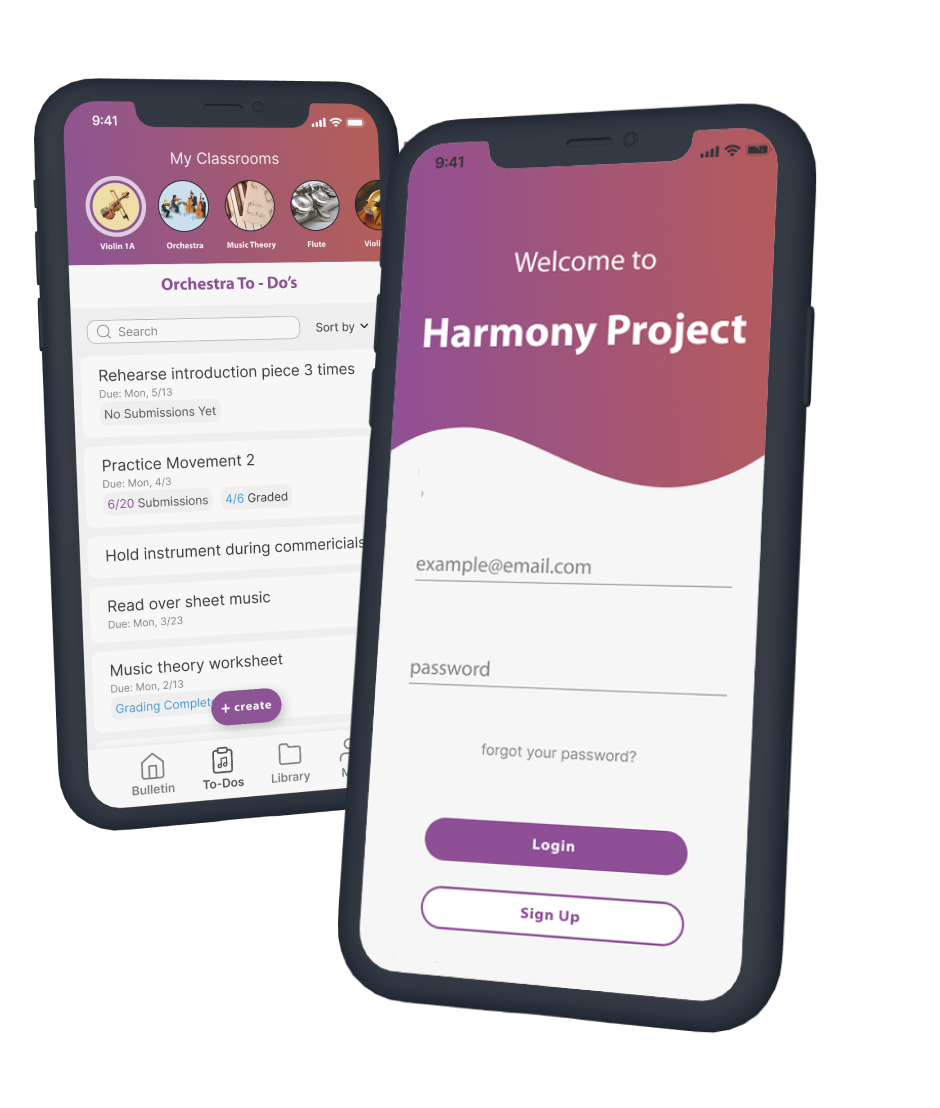 9:41
My Classrooms
Violin 1A
Orchestra
Music Theory
Flute
Orchestra To - Do's
Search
Sort by
Rehearse introduction piece 3 times
Due: Mon, 5/13
No Submissions Yet
Practice Movement 2
Due: Mon, 4/3
6/20 Submissions 4/6 Graded
Hold instrument during commericials
Read over sheet music
Due: Mon, 3/23
Music theory worksheet
Due: Mon, 2/13
Grading
+ create
Bulletin
To-Dos
Library
9:41
Welcome to
Harmony Project
example@email.com
password
forgot your password?
Login
Sign Up